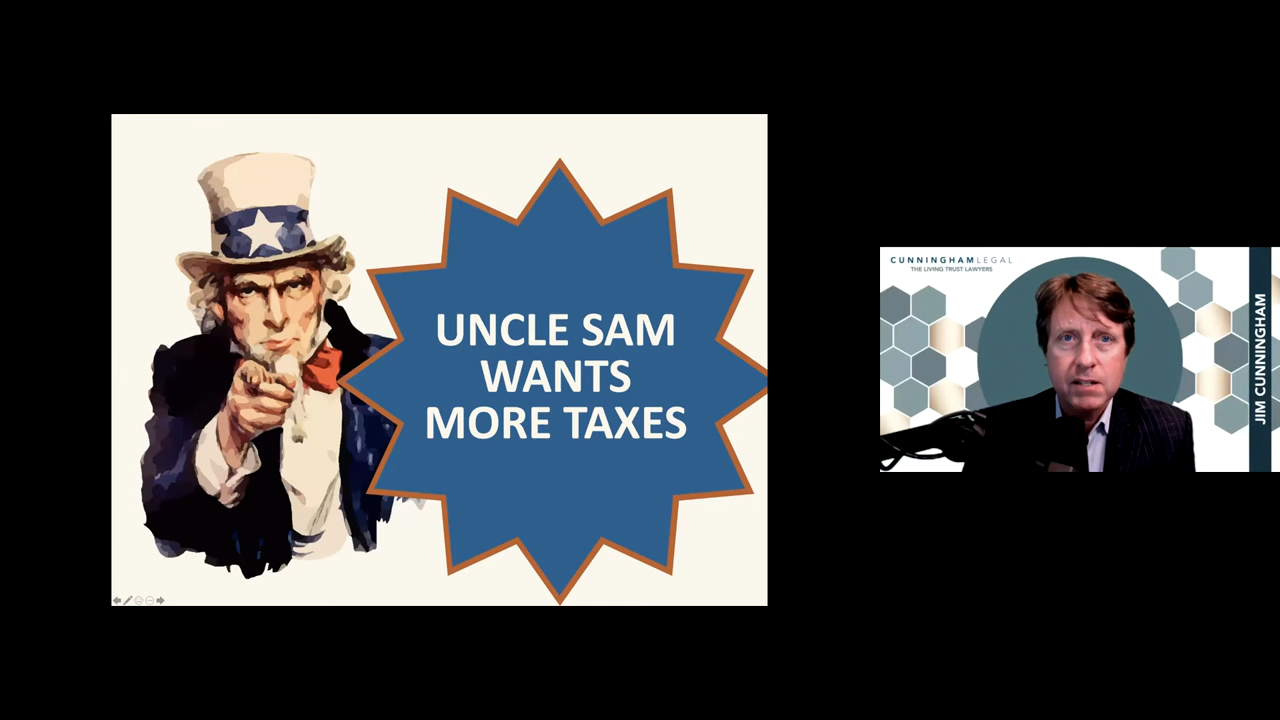 UNCLE SAM
WANTS
MORE TAXES
CUNNINGHAMLEGAL
THE LIVING TRUST LAWYERS
JIM CUNNINGHAM